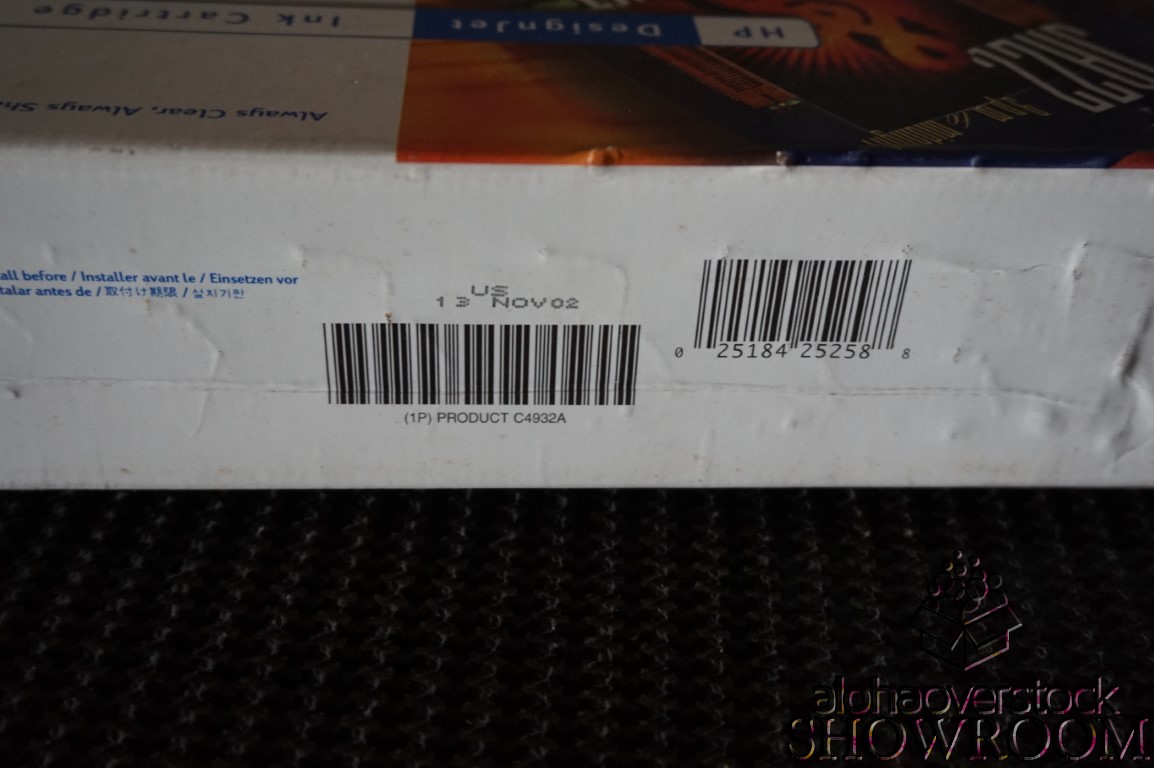 HP DesignJet Ink Cartridge
Always Clear, Always
all before / Installer avant le / Einsetzen vor
talar antes de / 取付け期限 / 설치기한
US
13 NOV02
(1P) PRODUCT C4932A
0 25184 25258 8
alohaoverstock
SHOWROOM